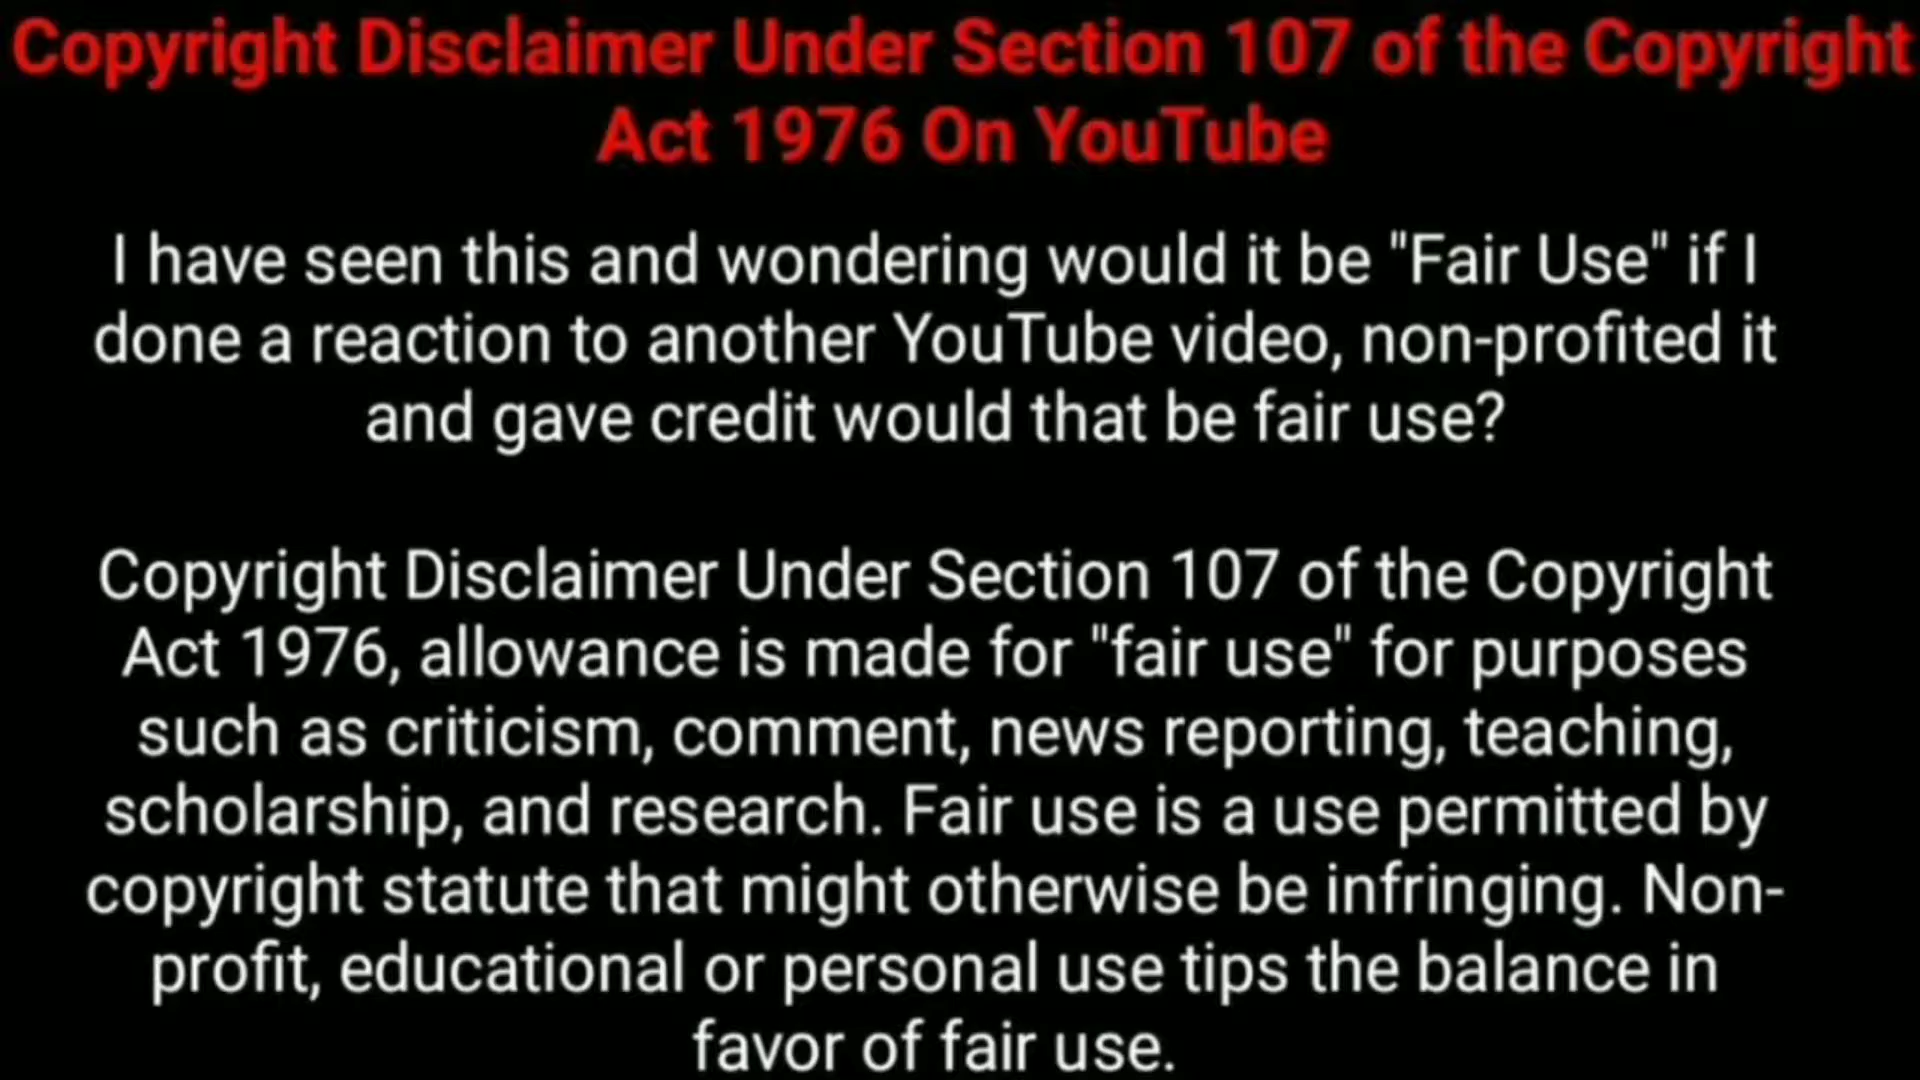 Copyright Disclaimer Under Section 107 of the Copyright
Act 1976 On YouTube
I have seen this and wondering would it be "Fair Use" if I
done a reaction to another YouTube video, non-profited it
and gave credit would that be fair use?
Copyright Disclaimer Under Section 107 of the Copyright
Act 1976, allowance is made for "fair use" for purposes
such as criticism, comment, news reporting, teaching,
scholarship, and research. Fair use is a use permitted by
copyright statute that might otherwise be infringing. Non-
profit, educational or personal use tips the balance in
favor of fair use.